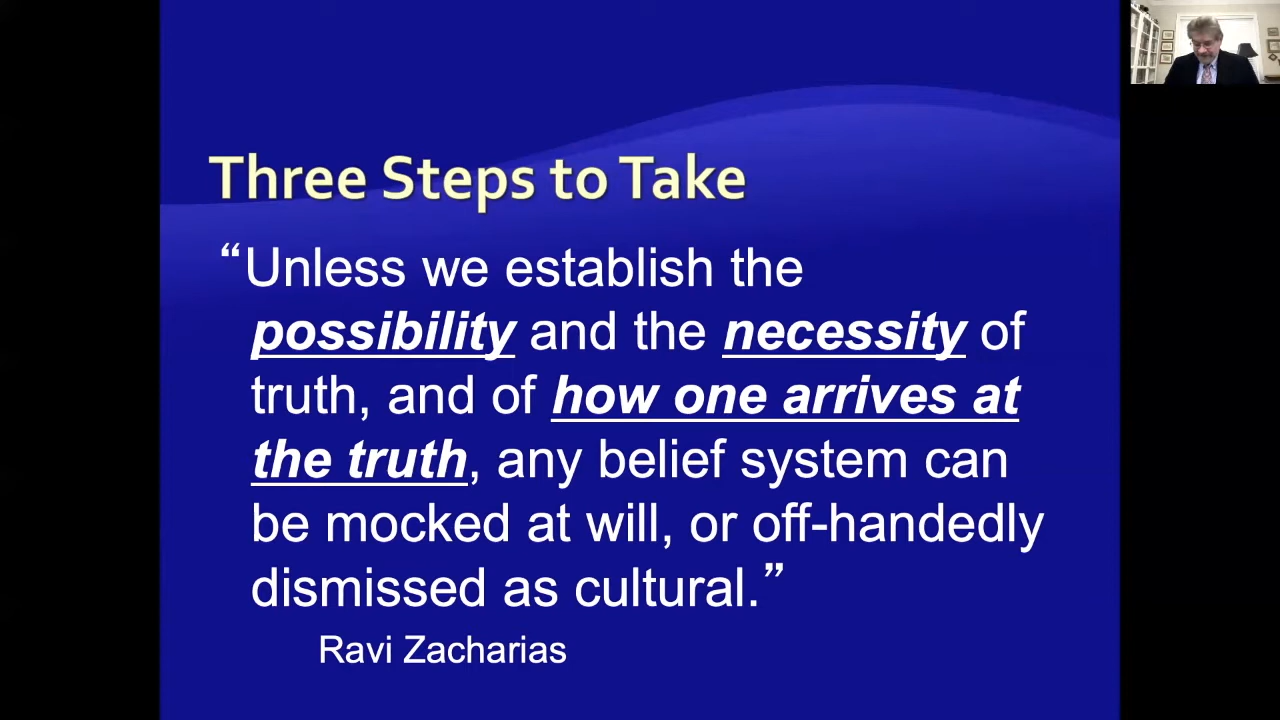 Three Steps to Take
“Unless we establish the
possibility and the necessity of
truth, and of how one arrives at
the truth, any belief system can
be mocked at will, or off-handedly
dismissed as cultural.”
Ravi Zacharias